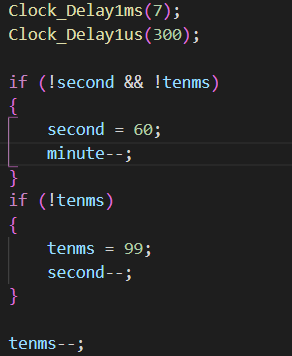 Clock_Delay1ms(7);
Clock_Delay1us(300);
if (!second && !tenms)
{
second = 60;
minute--;
}
if (!tenms)
{
tenms = 99;
second--;
}
tenms--;